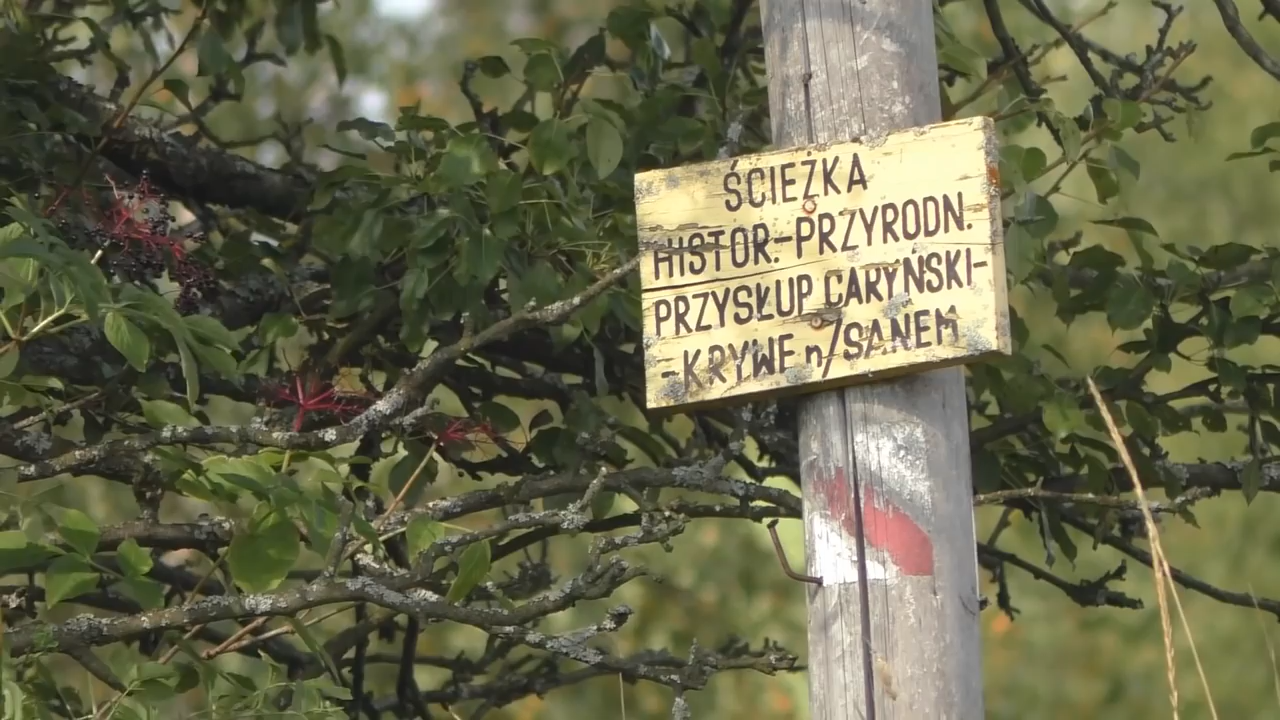 ŚCIEŻKA
HISTOR.-PRZYRODN.
PRZYSŁUP CARYŃSKI-
-KRYWE n/SANEM